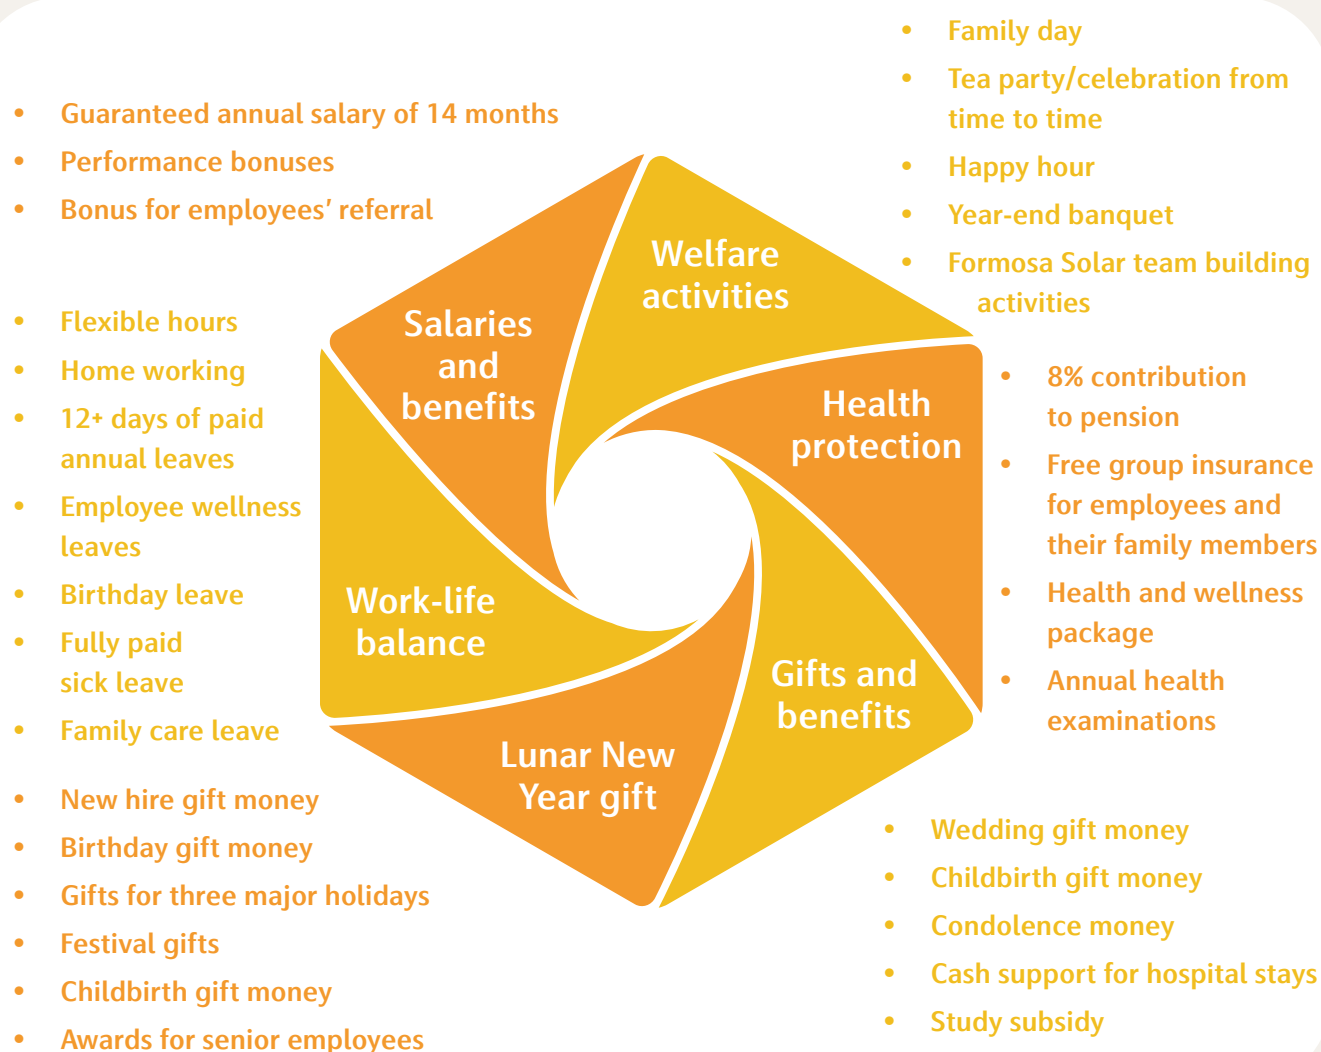 • Guaranteed annual salary of 14 months
• Performance bonuses
• Bonus for employees’ referral
• Flexible hours
• Home working
• 12+ days of paid
annual leaves
• Employee wellness
leaves
• Birthday leave
• Fully paid
sick leave
• Family care leave
• New hire gift money
• Birthday gift money
• Gifts for three major holidays
• Festival gifts
• Childbirth gift money
• Awards for senior employees
Salaries
and
benefits
Welfare
activities
Health
protection
Work-life
balance
Gifts and
benefits
Lunar New
Year gift
• Family day
• Tea party/celebration from
time to time
• Happy hour
• Year-end banquet
• Formosa Solar team building
activities
• 8% contribution
to pension
• Free group insurance
for employees and
their family members
• Health and wellness
package
• Annual health
examinations
• Wedding gift money
• Childbirth gift money
• Condolence money
• Cash support for hospital stays
• Study subsidy